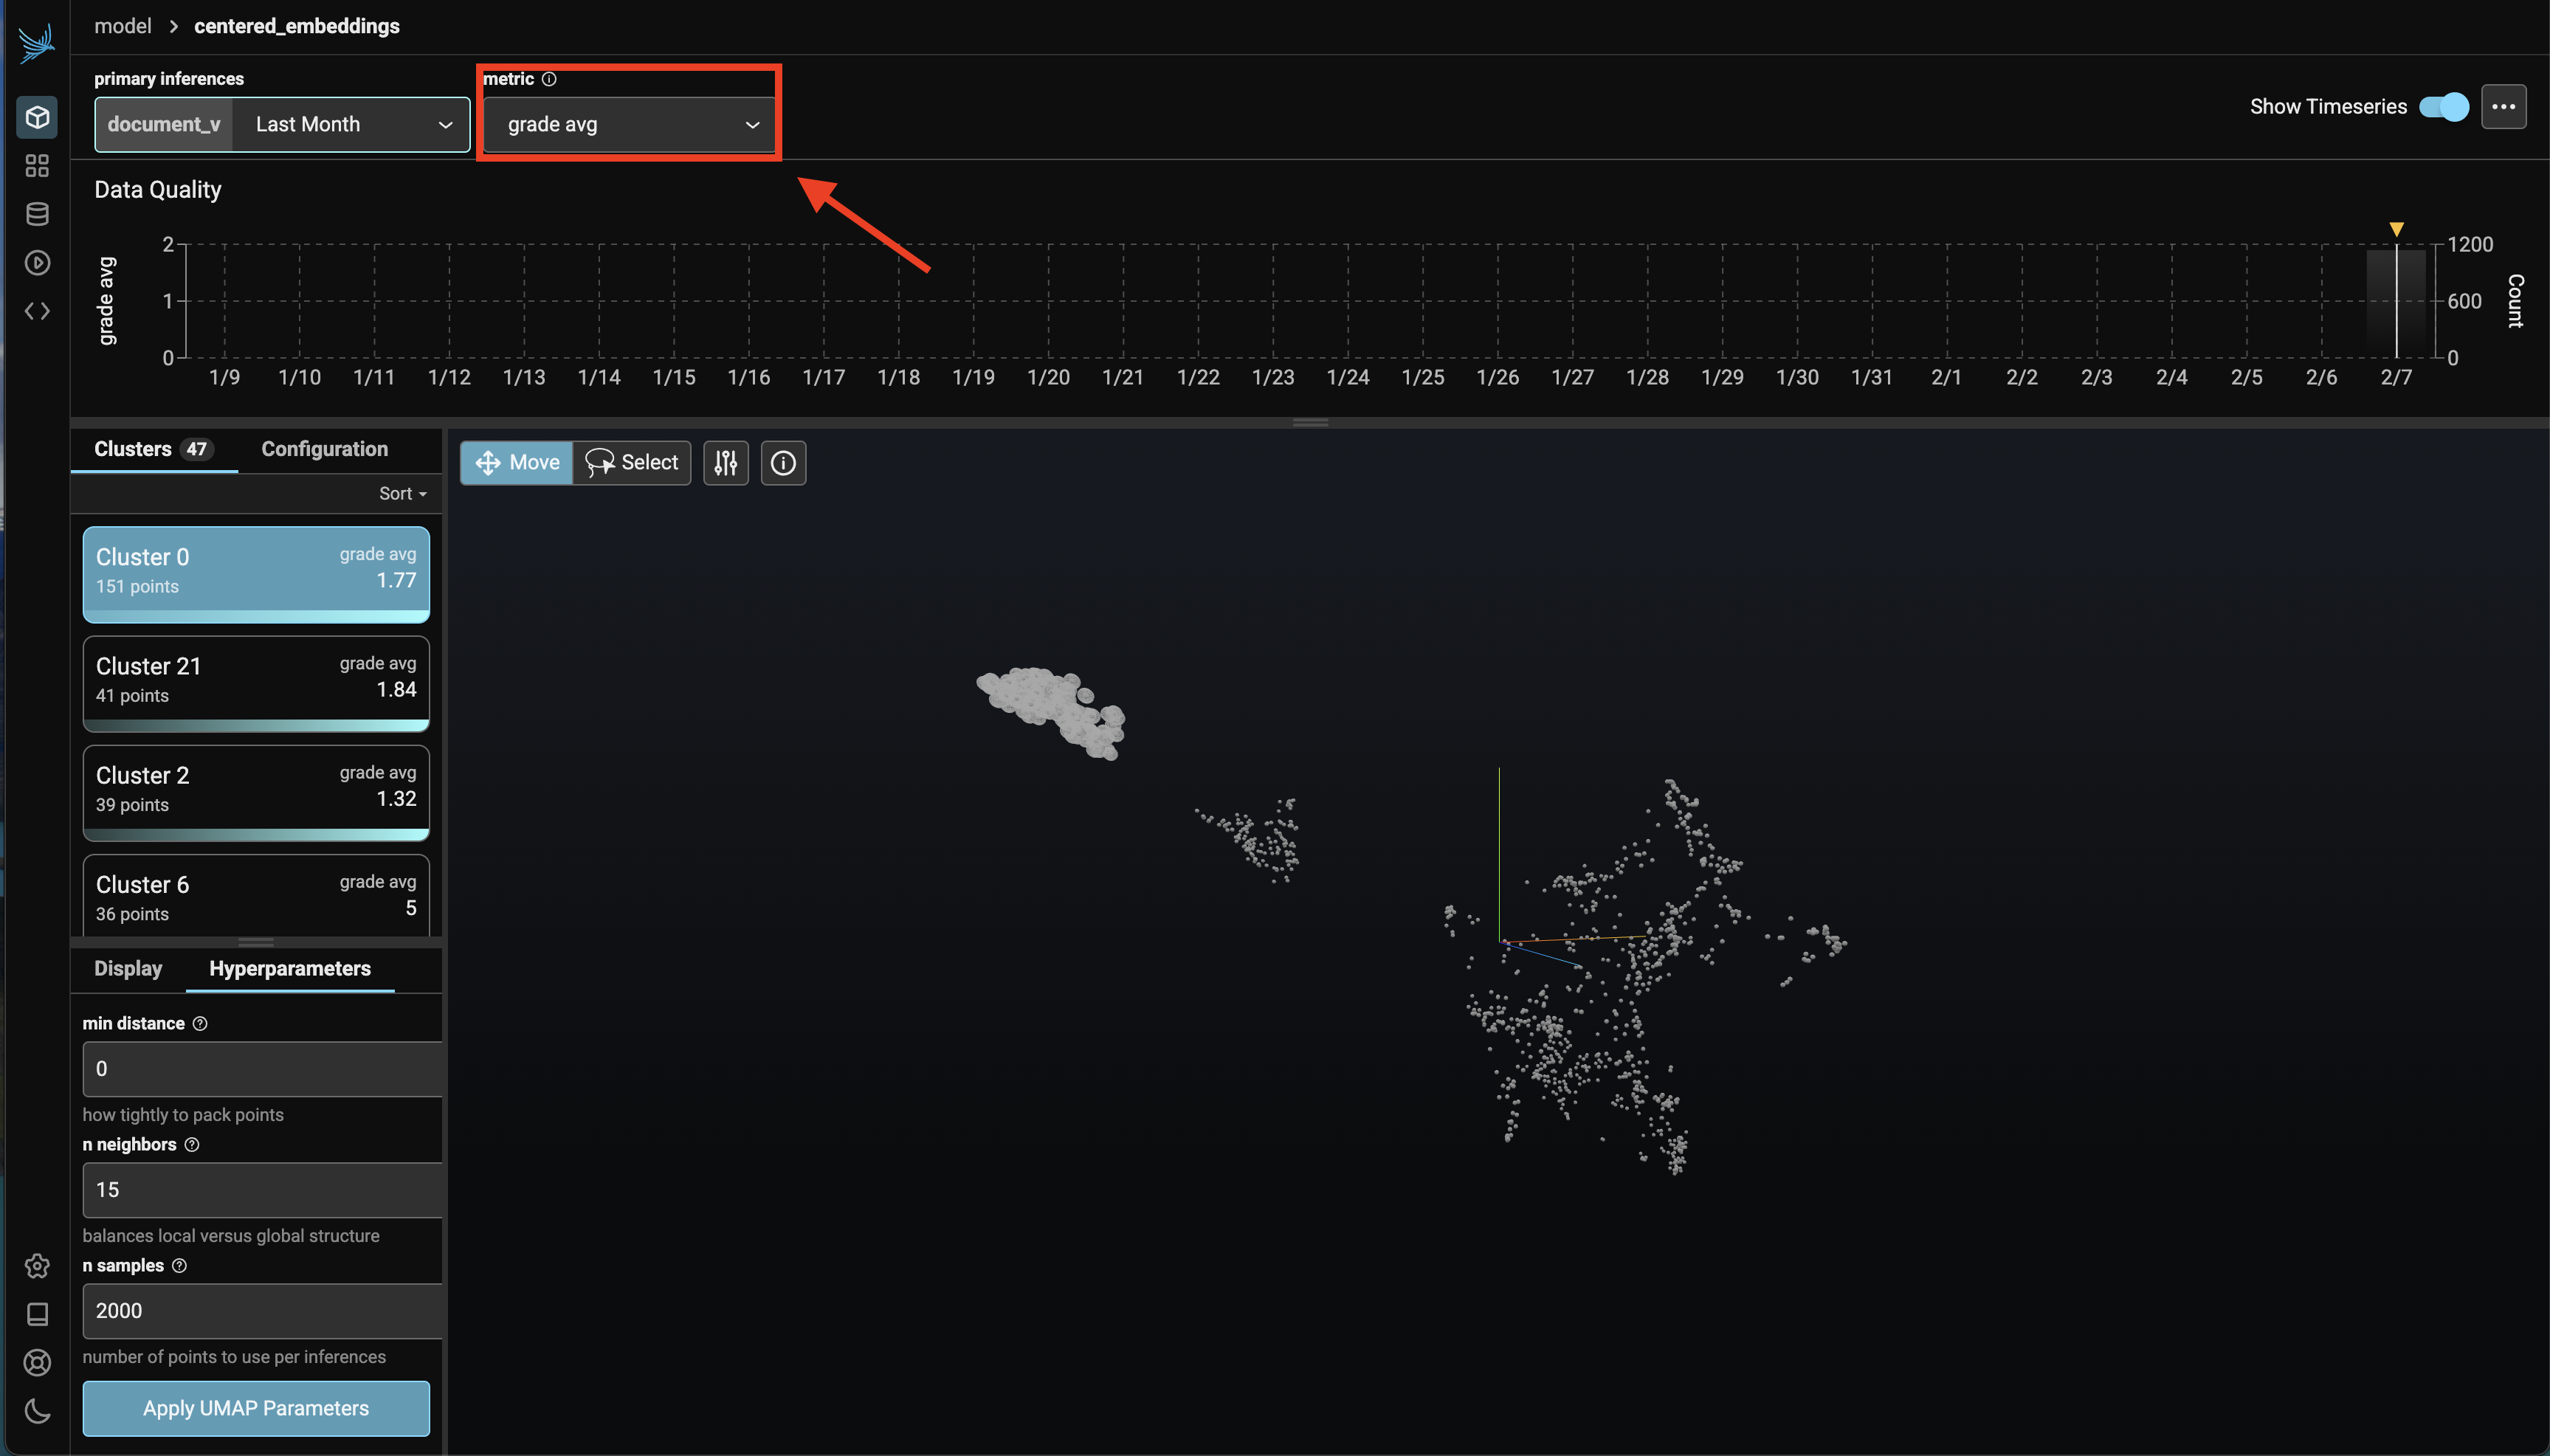 model > centered_embeddings
primary inferences
document_v Last Month
metric
grade avg
Show Timeseries
Data Quality
grade avg
2
1
0
1200
600
0
Count
1/9 1/10 1/11 1/12 1/13 1/14 1/15 1/16 1/17 1/18 1/19 1/20 1/21 1/22 1/23 1/24 1/25 1/26 1/27 1/28 1/29 1/30 1/31 2/1 2/2 2/3 2/4 2/5 2/6 2/7
Clusters 47 Configuration
Sort
Cluster 0 grade avg
151 points 1.77
Cluster 21 grade avg
41 points 1.84
Cluster 2 grade avg
39 points 1.32
Cluster 6 grade avg
36 points 5
Move Select
Display Hyperparameters
min distance
0
how tightly to pack points
n neighbors
15
balances local versus global structure
n samples
2000
number of points to use per inferences
Apply UMAP Parameters